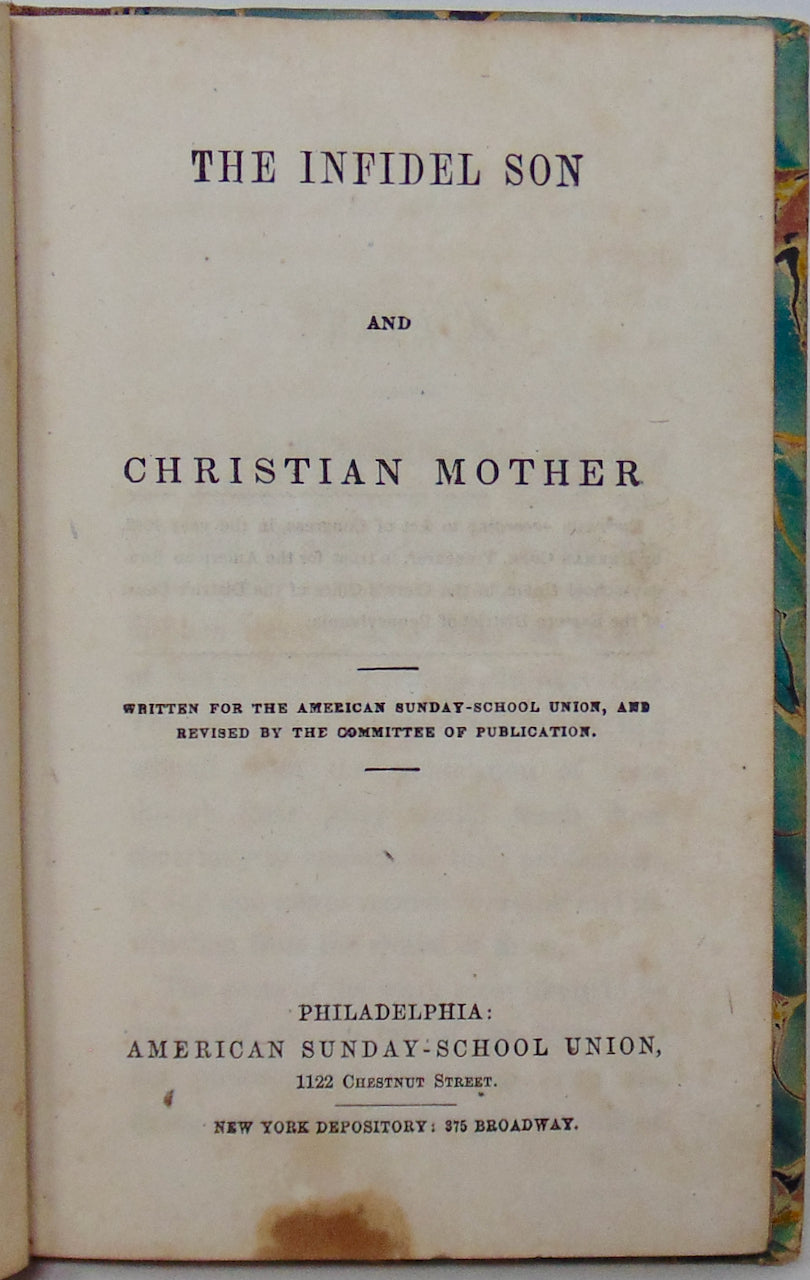 THE INFIDEL SON
AND
CHRISTIAN MOTHER
WRITTEN FOR THE AMERICAN SUNDAY-SCHOOL UNION, AND
REVISED BY THE COMMITTEE OF PUBLICATION.
PHILADELPHIA:
AMERICAN SUNDAY-SCHOOL UNION,
1122 CHESTNUT STREET.
NEW YORK DEPOSITORY: 375 BROADWAY.